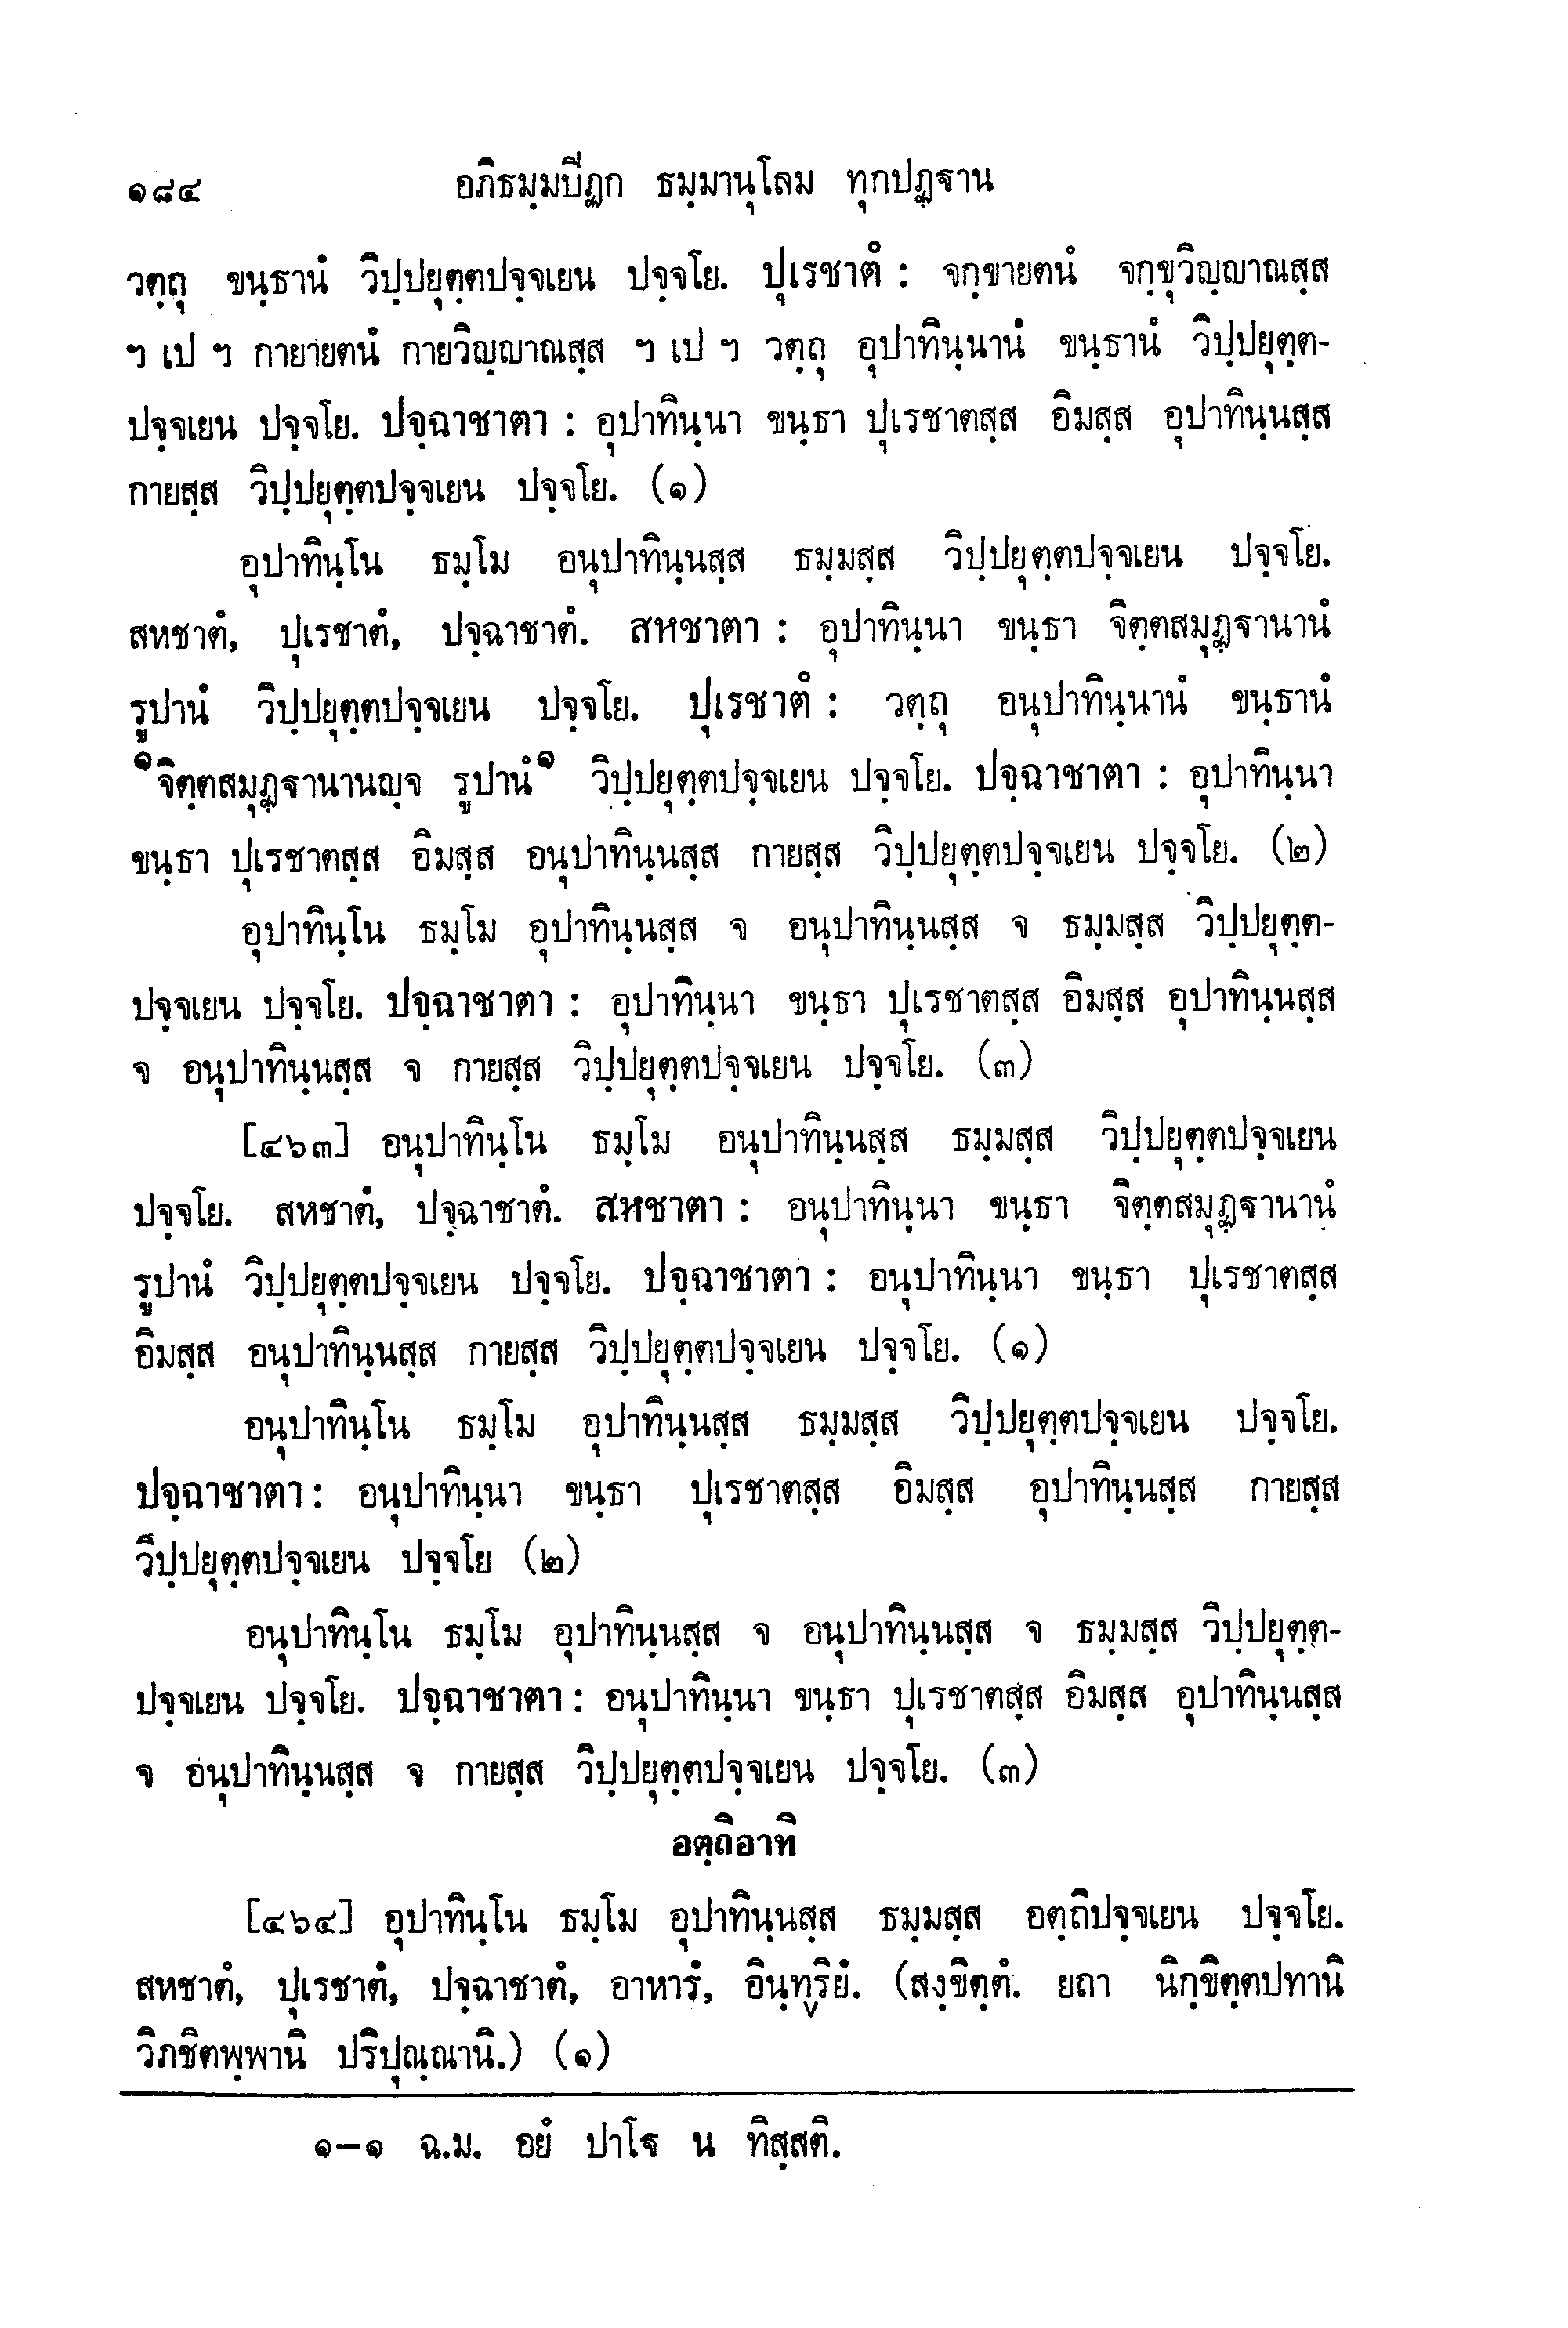 ๑๘๔ อภิธมฺมปีฏก ธมฺมานุโลม ทุกปฏฺฐาน
วตฺถุ ขนฺธานํ วิปฺปยุตฺตปจฺจเยน ปจฺจโย. ปุเรชาตํ : จกฺขายตนํ จกฺขุวิญฺญาณสฺส
ฯ เป ฯ กายายตนํ กายวิญฺญาณสฺส ฯ เป ฯ วตฺถุ อุปาทินฺนานํ ขนฺธานํ วิปฺปยุตฺต-
ปจฺจเยน ปจฺจโย. ปจฺฉาชาตา : อุปาทินฺนา ขนฺธา ปุเรชาตสฺส อิมสฺส อุปาทินฺนสฺส
กายสฺส วิปฺปยุตฺตปจฺจเยน ปจฺจโย. (๑)
อุปาทินฺโน ธมฺโม อนุปาทินฺนสฺส ธมฺมสฺส วิปฺปยุตฺตปจฺจเยน ปจฺจโย.
สหชาตํ, ปุเรชาตํ, ปจฺฉาชาตํ. สหชาตา : อุปาทินฺนา ขนฺธา จิตฺตสมุฏฺฐานานํ
รูปานํ วิปฺปยุตฺตปจฺจเยน ปจฺจโย. ปุเรชาตํ : วตฺถุ อนุปาทินฺนานํ ขนฺธานํ
๑จิตฺตสมุฏฺฐานานญฺจ รูปานํ๑ วิปฺปยุตฺตปจฺจเยน ปจฺจโย. ปจฺฉาชาตา : อุปาทินฺนา
ขนฺธา ปุเรชาตสฺส อิมสฺส อนุปาทินฺนสฺส กายสฺส วิปฺปยุตฺตปจฺจเยน ปจฺจโย. (๒)
อุปาทินฺโน ธมฺโม อุปาทินฺนสฺส จ อนุปาทินฺนสฺส จ ธมฺมสฺส วิปฺปยุตฺต-
ปจฺจเยน ปจฺจโย. ปจฺฉาชาตา : อุปาทินฺนา ขนฺธา ปุเรชาตสฺส อิมสฺส อุปาทินฺนสฺส
จ อนุปาทินฺนสฺส จ กายสฺส วิปฺปยุตฺตปจฺจเยน ปจฺจโย. (๓)
[๔๖๓] อนุปาทินฺโน ธมฺโม อนุปาทินฺนสฺส ธมฺมสฺส วิปฺปยุตฺตปจฺจเยน
ปจฺจโย. สหชาตํ, ปจฺฉาชาตํ. สหชาตา : อนุปาทินฺนา ขนฺธา จิตฺตสมุฏฺฐานานํ
รูปานํ วิปฺปยุตฺตปจฺจเยน ปจฺจโย. ปจฺฉาชาตา : อนุปาทินฺนา ขนฺธา ปุเรชาตสฺส
อิมสฺส อนุปาทินฺนสฺส กายสฺส วิปฺปยุตฺตปจฺจเยน ปจฺจโย. (๑)
อนุปาทินฺโน ธมฺโม อุปาทินฺนสฺส ธมฺมสฺส วิปฺปยุตฺตปจฺจเยน ปจฺจโย.
ปจฺฉาชาตา : อนุปาทินฺนา ขนฺธา ปุเรชาตสฺส อิมสฺส อุปาทินฺนสฺส กายสฺส
วิปฺปยุตฺตปจฺจเยน ปจฺจโย (๒)
อนุปาทินฺโน ธมฺโม อุปาทินฺนสฺส จ อนุปาทินฺนสฺส จ ธมฺมสฺส วิปฺปยุตฺต-
ปจฺจเยน ปจฺจโย. ปจฺฉาชาตา : อนุปาทินฺนา ขนฺธา ปุเรชาตสฺส อิมสฺส อุปาทินฺนสฺส
จ อนุปาทินฺนสฺส จ กายสฺส วิปฺปยุตฺตปจฺจเยน ปจฺจโย. (๓)
อตฺถิอาทิ
[๔๖๔] อุปาทินฺโน ธมฺโม อุปาทินฺนสฺส ธมฺมสฺส อตฺถิปจฺจเยน ปจฺจโย.
สหชาตํ, ปุเรชาตํ, ปจฺฉาชาตํ, อาหารํ, อินฺทฺริยํ. (สงฺขิตฺตํ. ยถา นิกฺขิตฺตปทานิ
วิภชิตพฺพานิ ปริปุณฺณานิ.) (๑)
๑-๑ ฉ.ม. อยํ ปาโฐ น ทิสฺสติ.